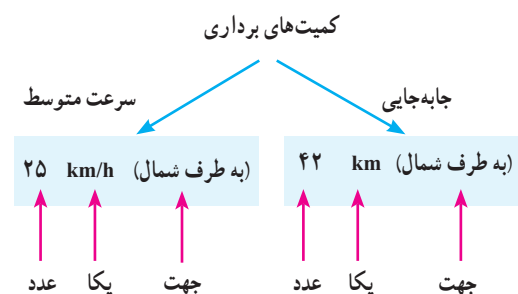 کمیت‌های برداری
جابه‌جایی
سرعت متوسط
۴۲ km (به طرف شمال)
۲۵ km/h (به طرف شمال)
عدد یکا جهت
عدد یکا جهت